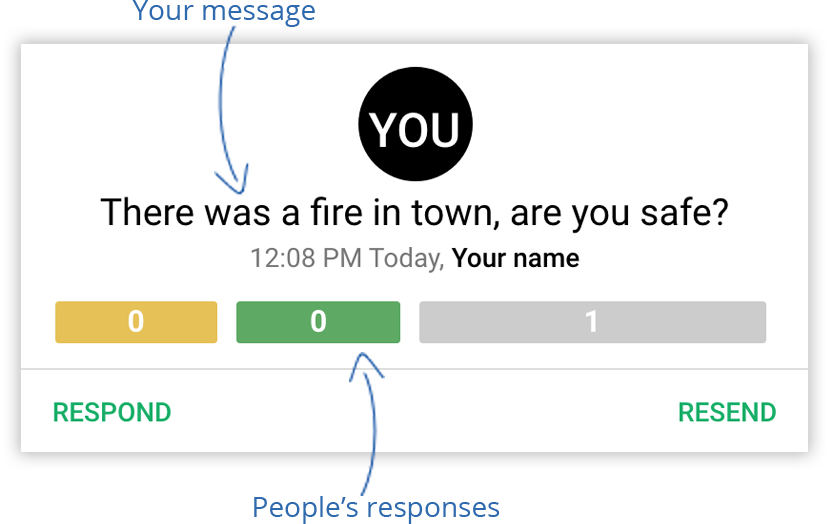 Your message
YOU
There was a fire in town, are you safe?
12:08 PM Today, Your name
0 0 1
RESPOND RESEND
People’s responses